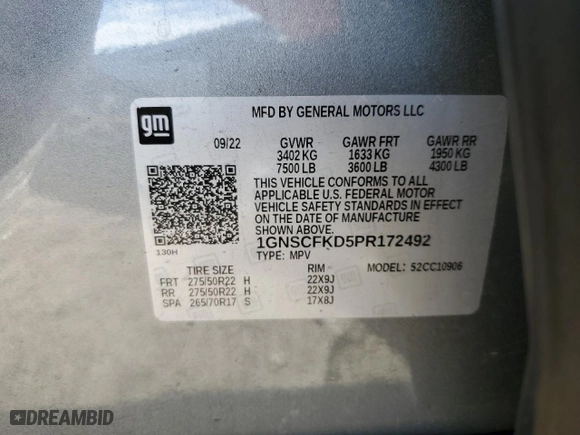 gm
MFD BY GENERAL MOTORS LLC
09/22 GVWR GAWR FRT GAWR RR
3402 KG 1633 KG 1950 KG
7500 LB 3600 LB 4300 LB
THIS VEHICLE CONFORMS TO ALL
APPLICABLE U.S. FEDERAL MOTOR
VEHICLE SAFETY STANDARDS IN EFFECT
ON THE DATE OF MANUFACTURE
SHOWN ABOVE.
130H
1GNSCFKD5PR172492
TYPE: MPV MODEL: 52CC10906
TIRE SIZE RIM
FRT 275/50R22 H 22X9J
RR 275/50R22 H 22X9J
SPA 265/70R17 S 17X8J
DREAMBID